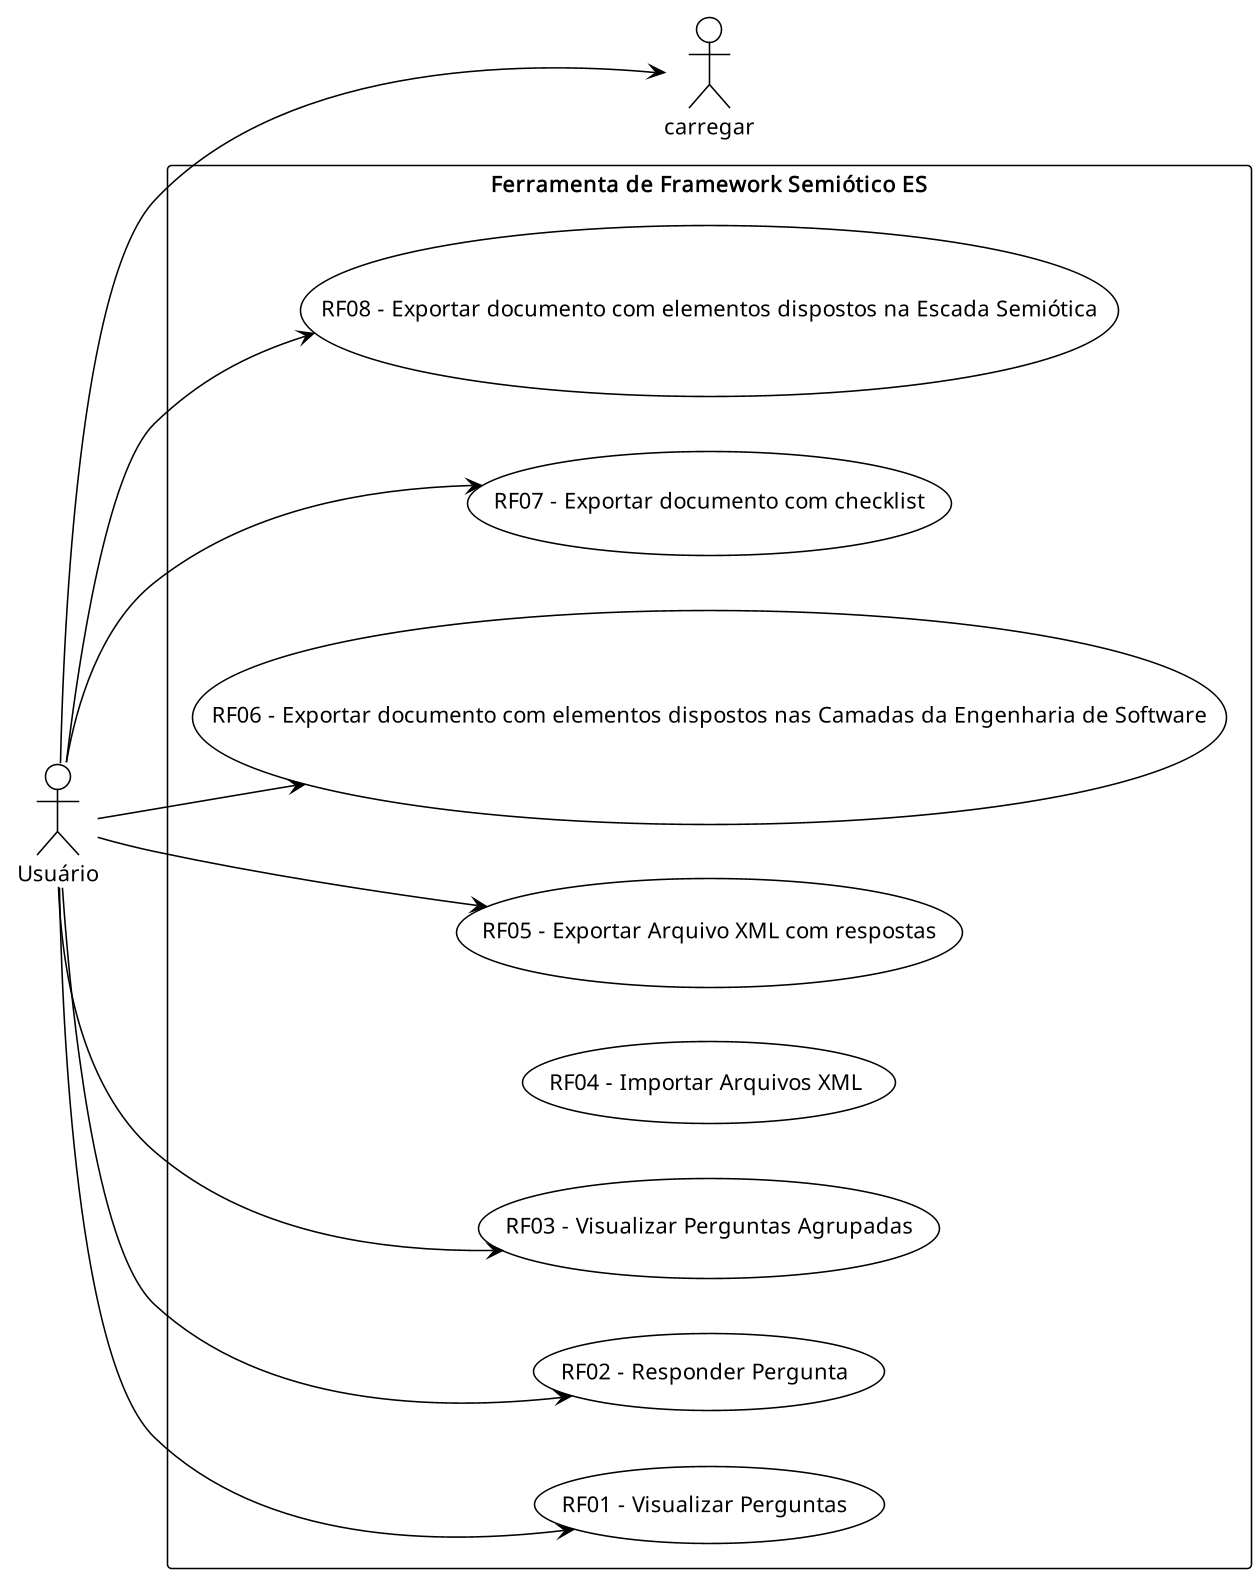 carregar
Ferramenta de Framework Semiótico ES
RF08 - Exportar documento com elementos dispostos na Escada Semiótica
RF07 - Exportar documento com checklist
RF06 - Exportar documento com elementos dispostos nas Camadas da Engenharia de Software
Usuário
RF05 - Exportar Arquivo XML com respostas
RF04 - Importar Arquivos XML
RF03 - Visualizar Perguntas Agrupadas
RF02 - Responder Pergunta
RF01 - Visualizar Perguntas